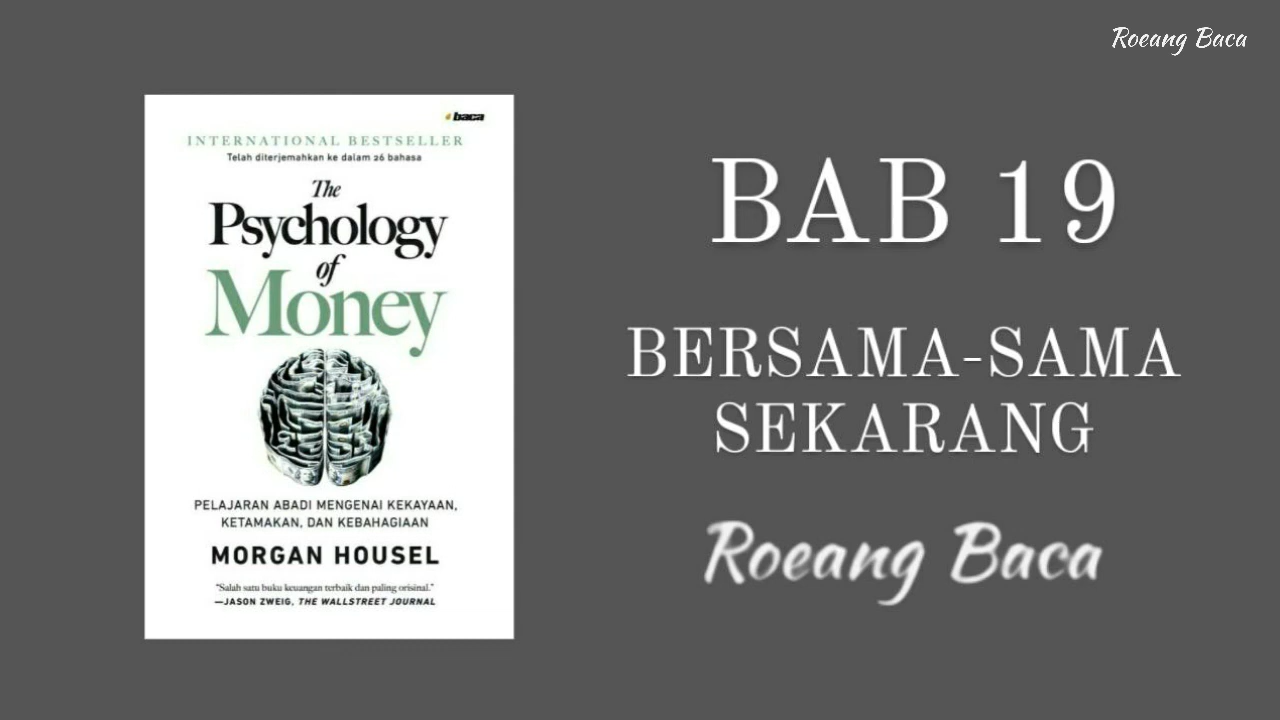 Roeang Baca
baca
INTERNATIONAL BESTSELLER
Telah diterjemahkan ke dalam 26 bahasa
The
Psychology
of
Money
PELAJARAN ABADI MENGENAI KEKAYAAN,
KETAMAKAN, DAN KEBAHAGIAAN
MORGAN HOUSEL
"Salah satu buku keuangan terbaik dan paling orisinal."
—JASON ZWEIG, THE WALLSTREET JOURNAL
BAB 19
BERSAMA-SAMA
SEKARANG
Roeang Baca